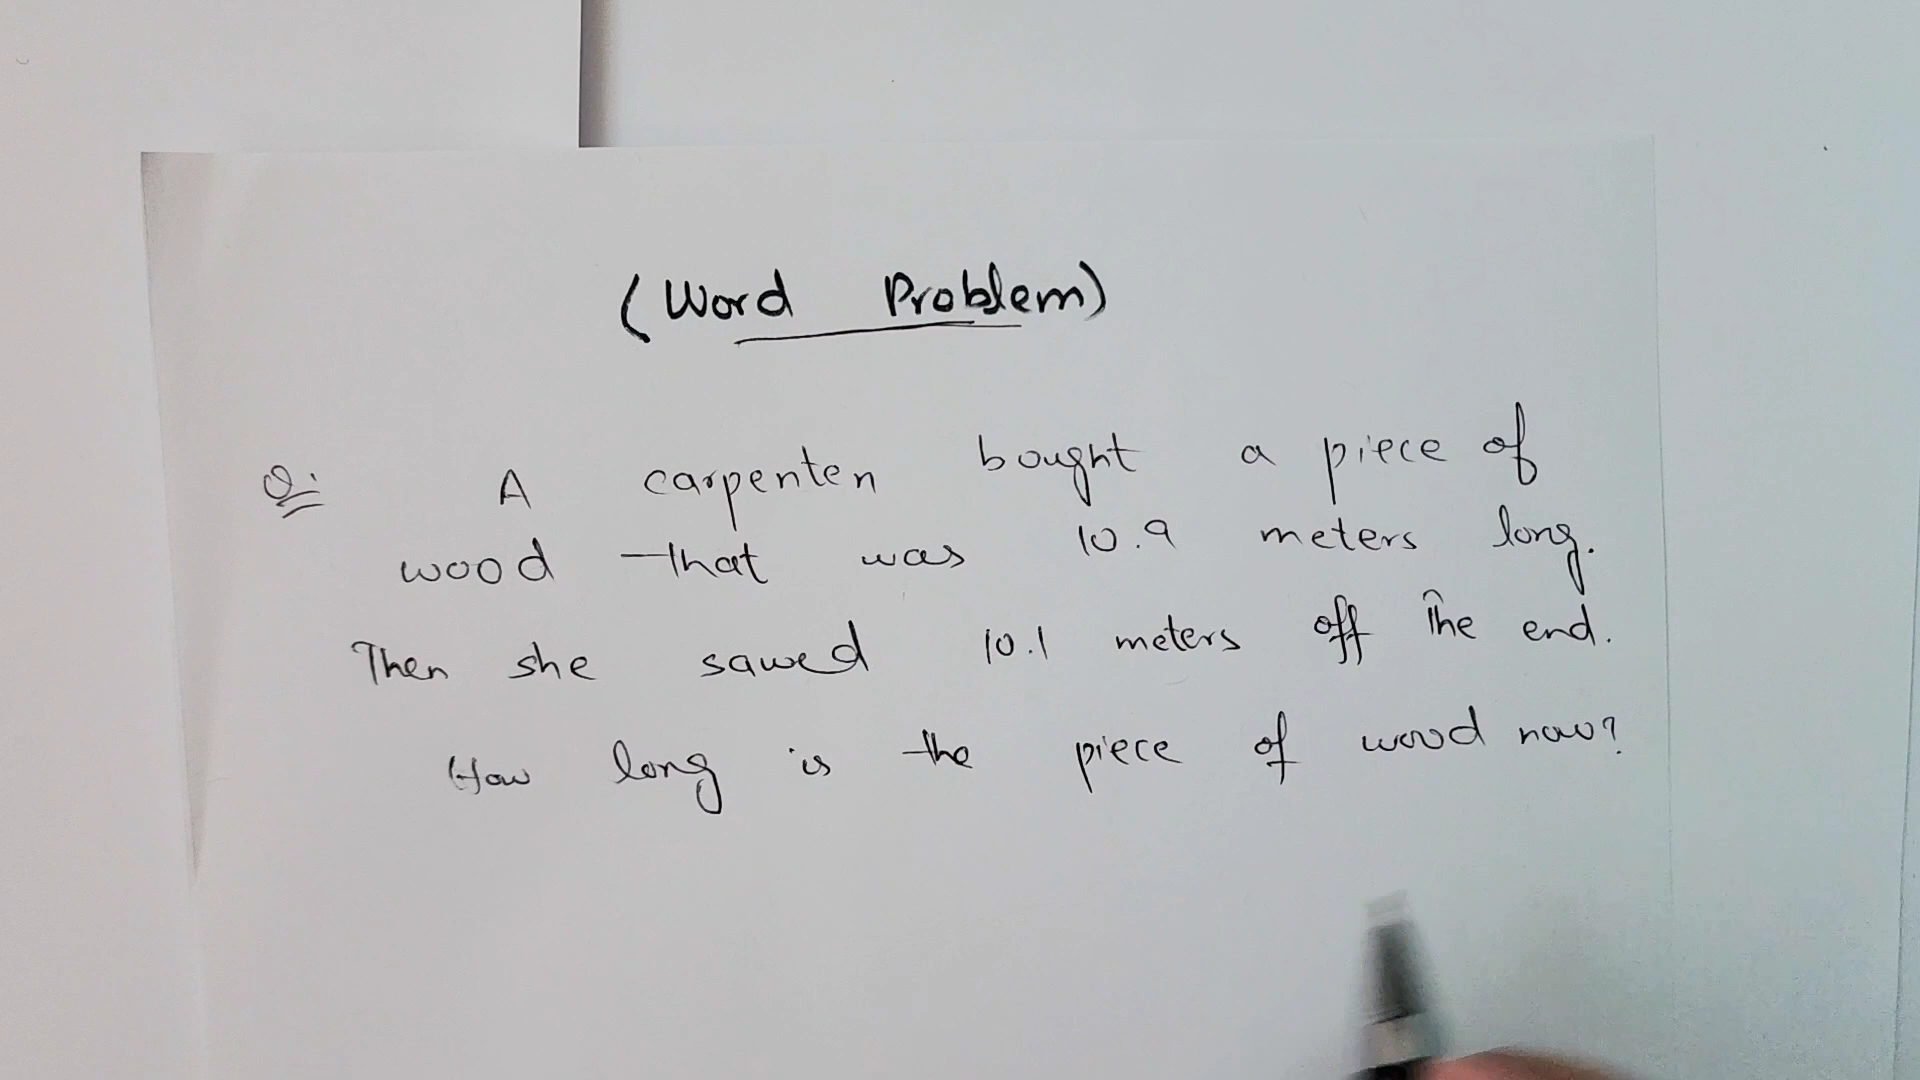 (Word Problem)
Q: A carpenten bought a piece of
wood that was 10.9 meters long.
Then she sawed 10.1 meters off the end.
How long is the piece of wood now?